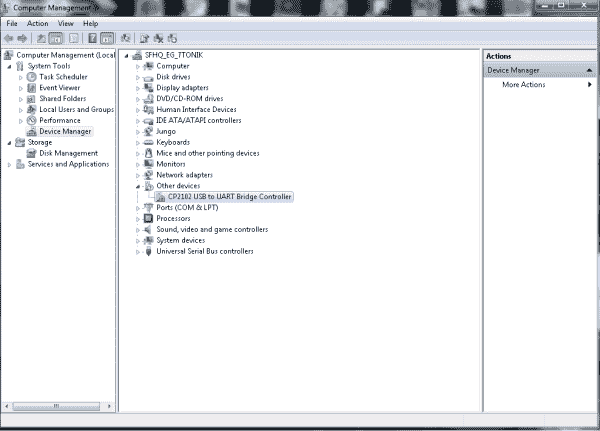 Computer Management
File Action View Help
Computer Management (Local
System Tools
Task Scheduler
Event Viewer
Shared Folders
Local Users and Groups
Performance
Device Manager
Storage
Disk Management
Services and Applications
SFHQ_EG_TTONIK
Computer
Disk drives
Display adapters
DVD/CD-ROM drives
Human Interface Devices
IDE ATA/ATAPI controllers
Jungo
Keyboards
Mice and other pointing devices
Monitors
Network adapters
Other devices
CP2102 USB to UART Bridge Controller
Ports (COM & LPT)
Processors
Sound, video and game controllers
System devices
Universal Serial Bus controllers
Actions
Device Manager
More Actions